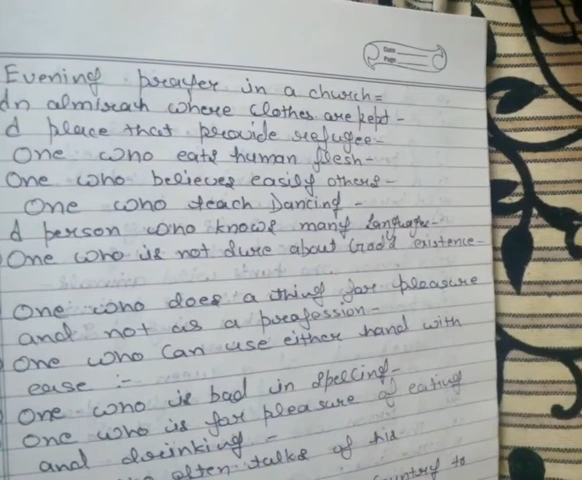 Date
Page
Evening prayer in a church=
An almirah where clothes are kept-
A place that provide refugee-
One who eats human flesh-
One who believes easily others-
One who teach Dancing-
A person who knows many language-
One who is not sure about God's existence-
One who does a thing for pleasure
and not as a profession-
One who can use either hand with
ease :-
One who is bad in spelling-
One who is for pleasure of eating
and drinking-
often talks of his
country to